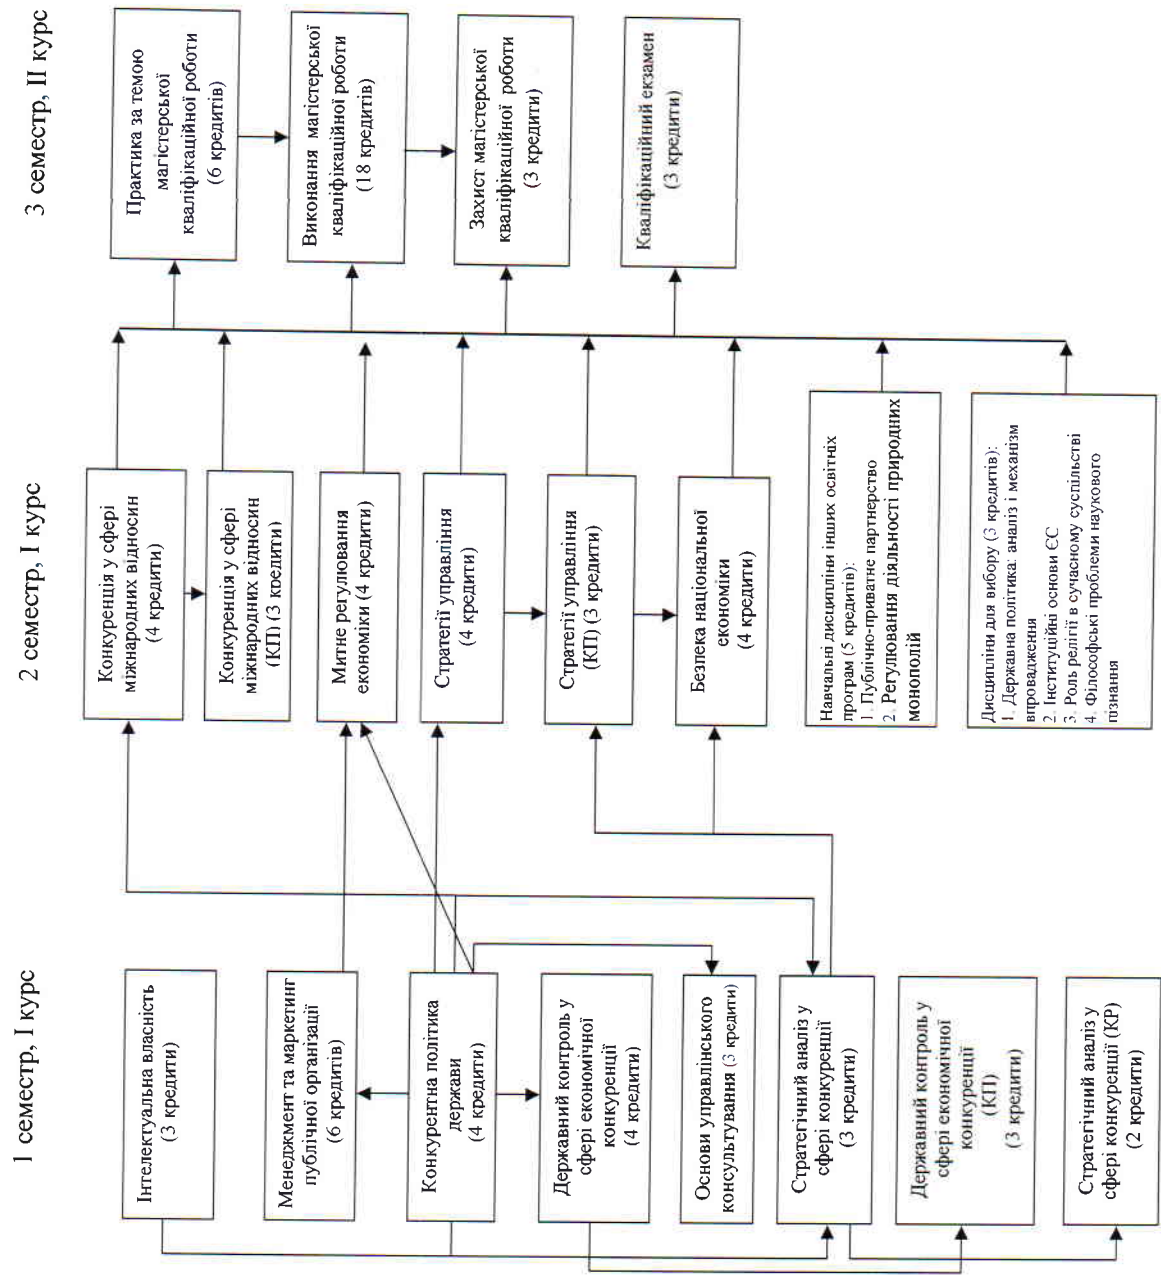 1 семестр, І курс
Інтелектуальна власність
(3 кредити)
Менеджмент та маркетинг
публічної організації
(6 кредитів)
Конкурентна політика
держави
(4 кредити)
Державний контроль у
сфері економічної
конкуренції
(4 кредити)
Основи управлінського
консультування (3 кредити)
Стратегічний аналіз у
сфері конкуренції
(3 кредити)
Державний контроль у
сфері економічної
конкуренції
(КП)
(3 кредити)
Стратегічний аналіз у
сфері конкуренції (КР)
(2 кредити)
2 семестр, І курс
Конкуренція у сфері
міжнародних відносин
(4 кредити)
Конкуренція у сфері
міжнародних відносин
(КП) (3 кредити)
Митне регулювання
економіки (4 кредити)
Стратегії управління
(4 кредити)
Стратегії управління
(КП) (3 кредити)
Безпека національної
економіки
(4 кредити)
Навчальні дисципліни інших освітніх
програм (5 кредитів):
1. Публічно-приватне партнерство
2. Регулювання діяльності природних
монополій
Дисципліни для вибору (3 кредитів):
1. Державна політика: аналіз і механізм
впровадження
2. Інституційні основи ЄС
3. Роль релігії в сучасному суспільстві
4. Філософські проблеми наукового
пізнання
3 семестр, ІІ курс
Практика за темою
магістерської
кваліфікаційної роботи
(6 кредитів)
Виконання магістерської
кваліфікаційної роботи
(18 кредитів)
Захист магістерської
кваліфікаційної роботи
(3 кредити)
Кваліфікаційний екзамен
(3 кредити)